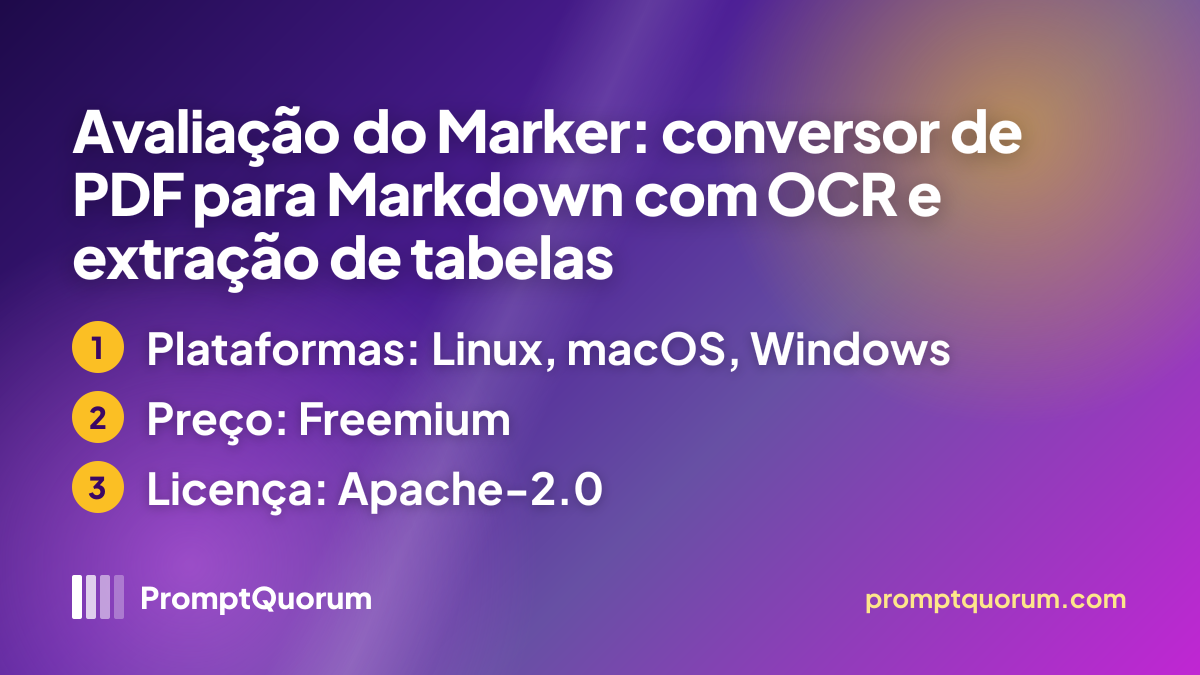 Avaliação do Marker: conversor de
PDF para Markdown com OCR e
extração de tabelas
1 Plataformas: Linux, macOS, Windows
2 Preço: Freemium
3 Licença: Apache-2.0
PromptQuorum
promptquorum.com